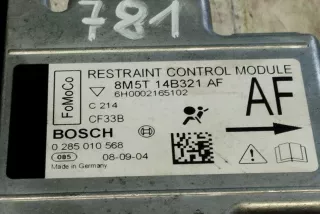 781
FoMoCo
RESTRAINT CONTROL MODULE
8M5T 14B321 AF
6H0002165102
C 214
CF33B
AF
BOSCH
0 285 010 568
085 08-09-04
Made in Germany